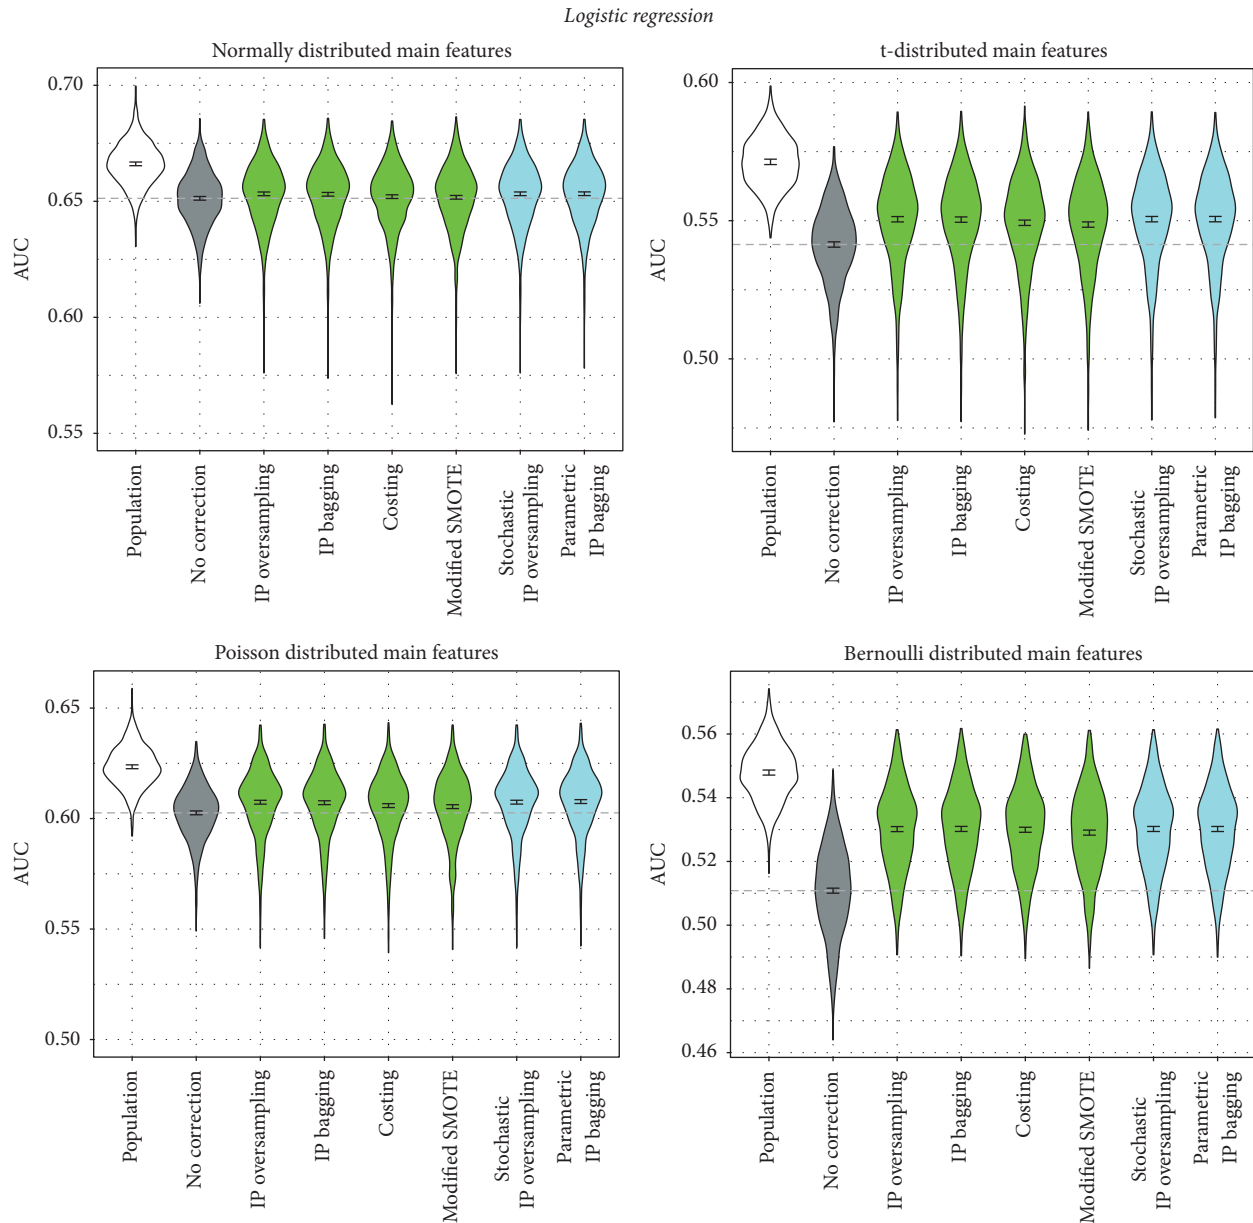 Logistic regression
Normally distributed main features
0.70
0.65
0.60
0.55
AUC
Population
No correction
IP oversampling
IP bagging
Costing
Modified SMOTE
Stochastic
IP oversampling
Parametric
IP bagging
t-distributed main features
0.60
0.55
0.50
AUC
Population
No correction
IP oversampling
IP bagging
Costing
Modified SMOTE
Stochastic
IP oversampling
Parametric
IP bagging
Poisson distributed main features
0.65
0.60
0.55
0.50
AUC
Population
No correction
IP oversampling
IP bagging
Costing
Modified SMOTE
Stochastic
IP oversampling
Parametric
IP bagging
Bernoulli distributed main features
0.56
0.54
0.52
0.50
0.48
0.46
AUC
Population
No correction
IP oversampling
IP bagging
Costing
Modified SMOTE
Stochastic
IP oversampling
Parametric
IP bagging